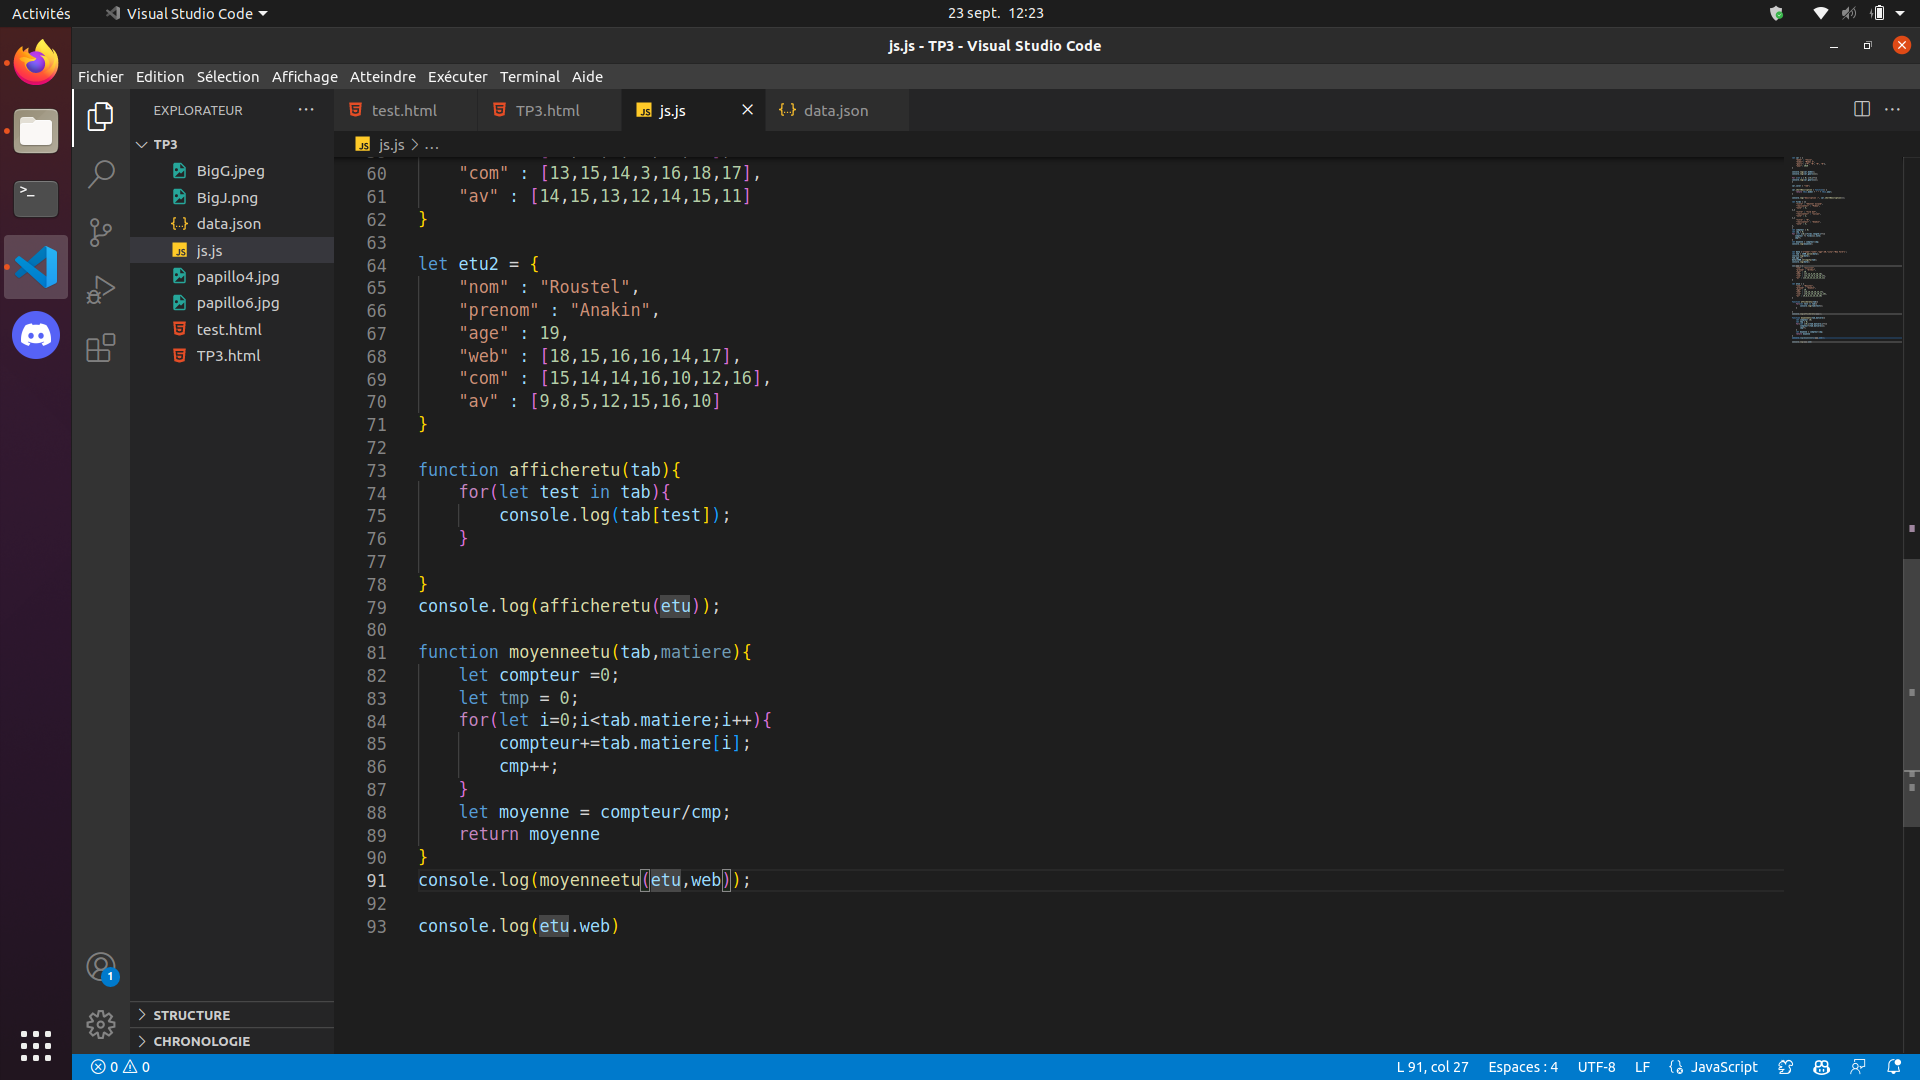 Activités
Visual Studio Code
23 sept. 12:23
js.js - TP3 - Visual Studio Code
Fichier Edition Sélection Affichage Atteindre Exécuter Terminal Aide
EXPLORATEUR
TP3
BigG.jpeg
BigJ.png
data.json
js.js
papillo4.jpg
papillo6.jpg
test.html
TP3.html
STRUCTURE
CHRONOLOGIE
test.html
TP3.html
js.js
data.json
js.js > ...
60 "com" : [13,15,14,3,16,18,17],
61 "av" : [14,15,13,12,14,15,11]
62 }
63
64 let etu2 = {
65 "nom" : "Roustel",
66 "prenom" : "Anakin",
67 "age" : 19,
68 "web" : [18,15,16,16,14,17],
69 "com" : [15,14,14,16,10,12,16],
70 "av" : [9,8,5,12,15,16,10]
71 }
72
73 function afficheretu(tab){
74 for(let test in tab){
75 console.log(tab[test]);
76 }
77
78 }
79 console.log(afficheretu(etu));
80
81 function moyenneetu(tab,matiere){
82 let compteur =0;
83 let tmp = 0;
84 for(let i=0;i<tab.matiere;i++){
85 compteur+=tab.matiere[i];
86 cmp++;
87 }
88 let moyenne = compteur/cmp;
89 return moyenne
90 }
91 console.log(moyenneetu(etu,web));
92
93 console.log(etu.web)
1
0 0
L 91, col 27
Espaces : 4
UTF-8
LF
JavaScript